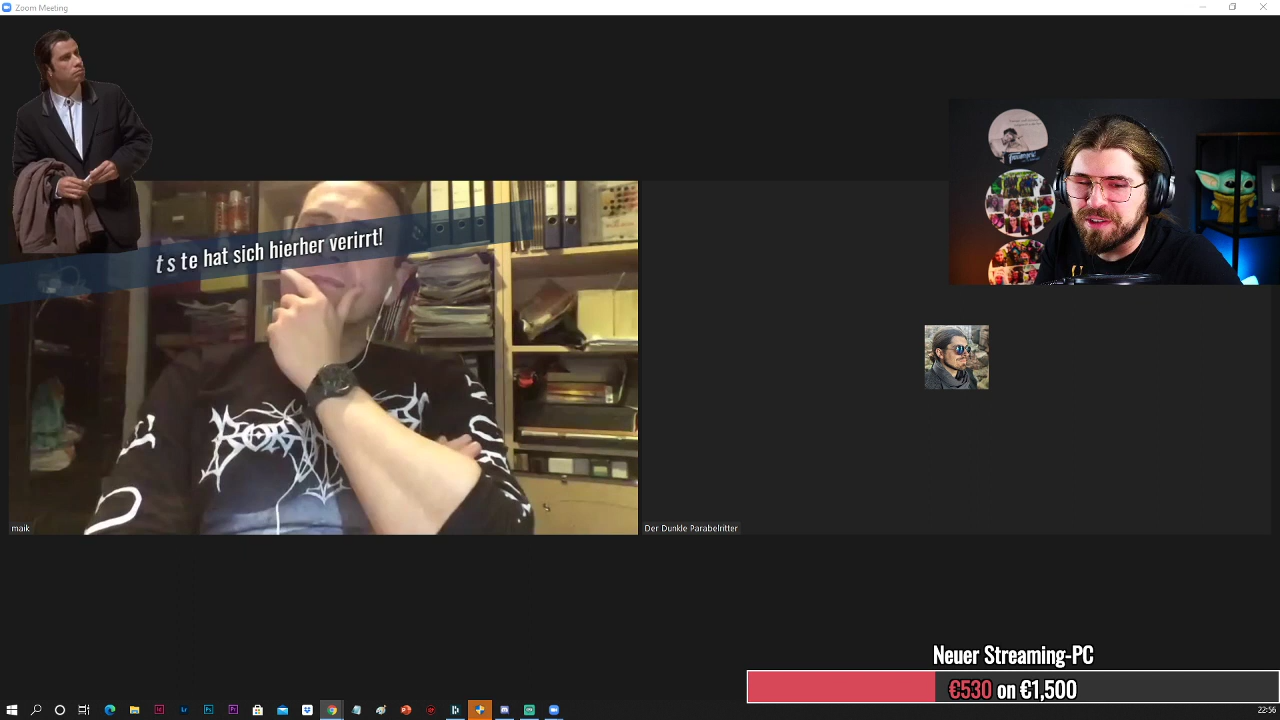 Zoom Meeting
ts te hat sich hierher verirrt!
maik
Der Dunkle Parabelritter
Neuer Streaming-PC
€530 on €1,500
22:56